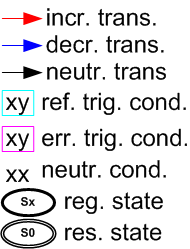 incr. trans.
decr. trans.
neutr. trans
xy ref. trig. cond.
xy err. trig. cond.
xx neutr. cond.
Sx reg. state
S0 res. state